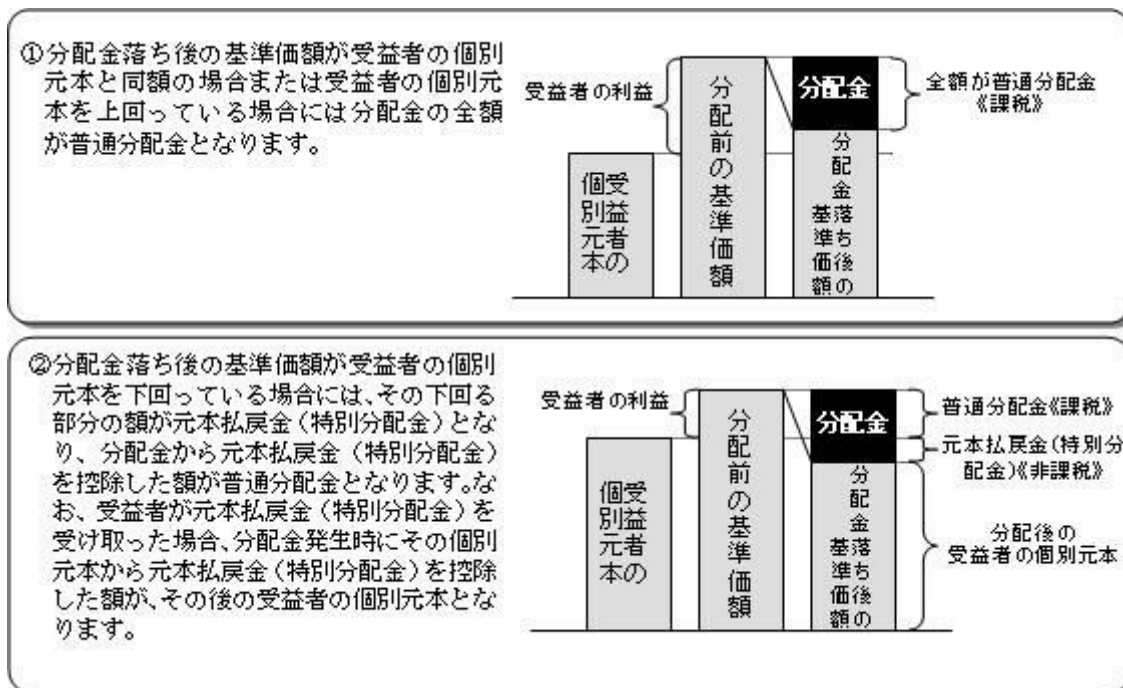 ①分配金落ち後の基準価額が受益者の個別
元本と同額の場合または受益者の個別元
本を上回っている場合には分配金の全額
が普通分配金となります。
受益者の利益
受益者の
個別元本
分配前の基準価額
分配金
分配金落ち後の
基準価額
全額が普通分配金
《課税》
②分配金落ち後の基準価額が受益者の個別
元本を下回っている場合には、その下回る
部分の額が元本払戻金(特別分配金)とな
り、分配金から元本払戻金(特別分配金)
を控除した額が普通分配金となります。な
お、受益者が元本払戻金(特別分配金)を
受け取った場合、分配金発生時にその個別
元本から元本払戻金(特別分配金)を控除
した額が、その後の受益者の個別元本とな
ります。
受益者の利益
受益者の
個別元本
分配前の基準価額
分配金
分配金落ち後の
基準価額
普通分配金《課税》
元本払戻金(特別分
配金)《非課税》
分配後の
受益者の個別元本